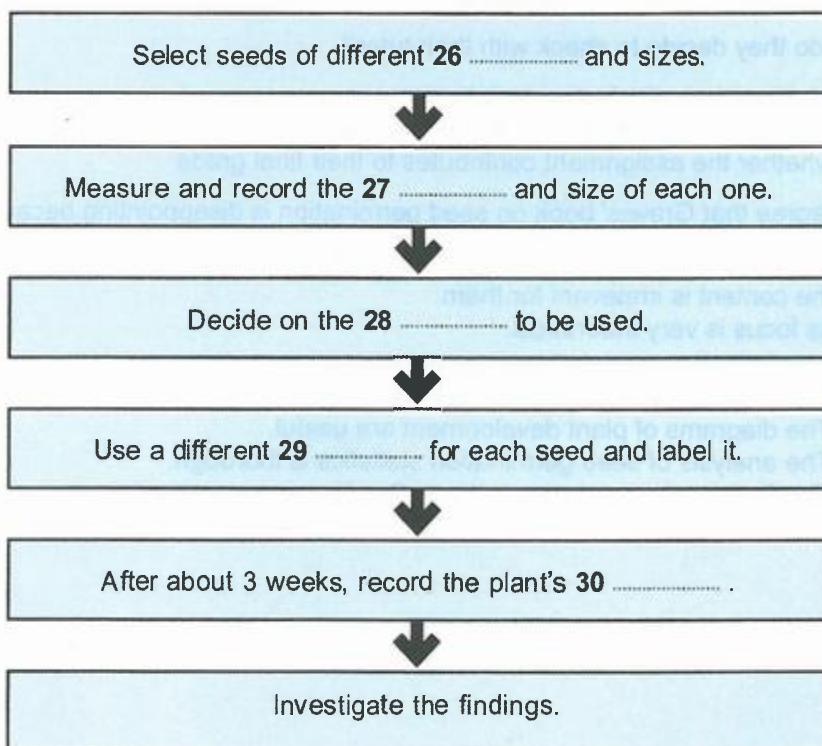 Select seeds of different 26 .................... and sizes.
Measure and record the 27 .................... and size of each one.
Decide on the 28 .................... to be used.
Use a different 29 .................... for each seed and label it.
After about 3 weeks, record the plant's 30 .................... .
Investigate the findings.